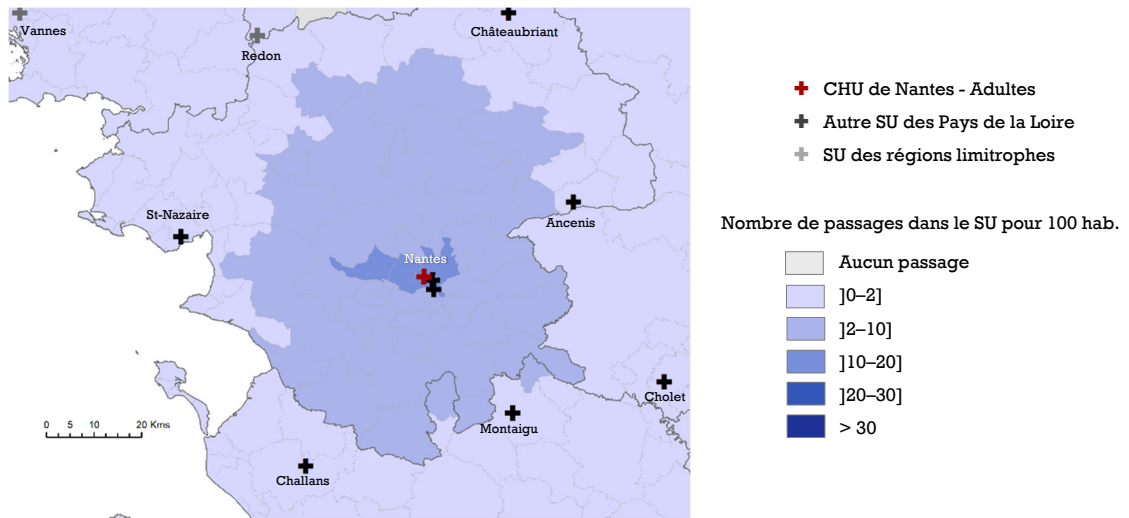 Vannes
Redon
Châteaubriant
St-Nazaire
Ancenis
Nantes
Cholet
Montaigu
Challans
0 5 10 20 Kms
CHU de Nantes - Adultes
Autre SU des Pays de la Loire
SU des régions limitrophes
Nombre de passages dans le SU pour 100 hab.
Aucun passage
]0–2]
]2–10]
]10–20]
]20–30]
> 30